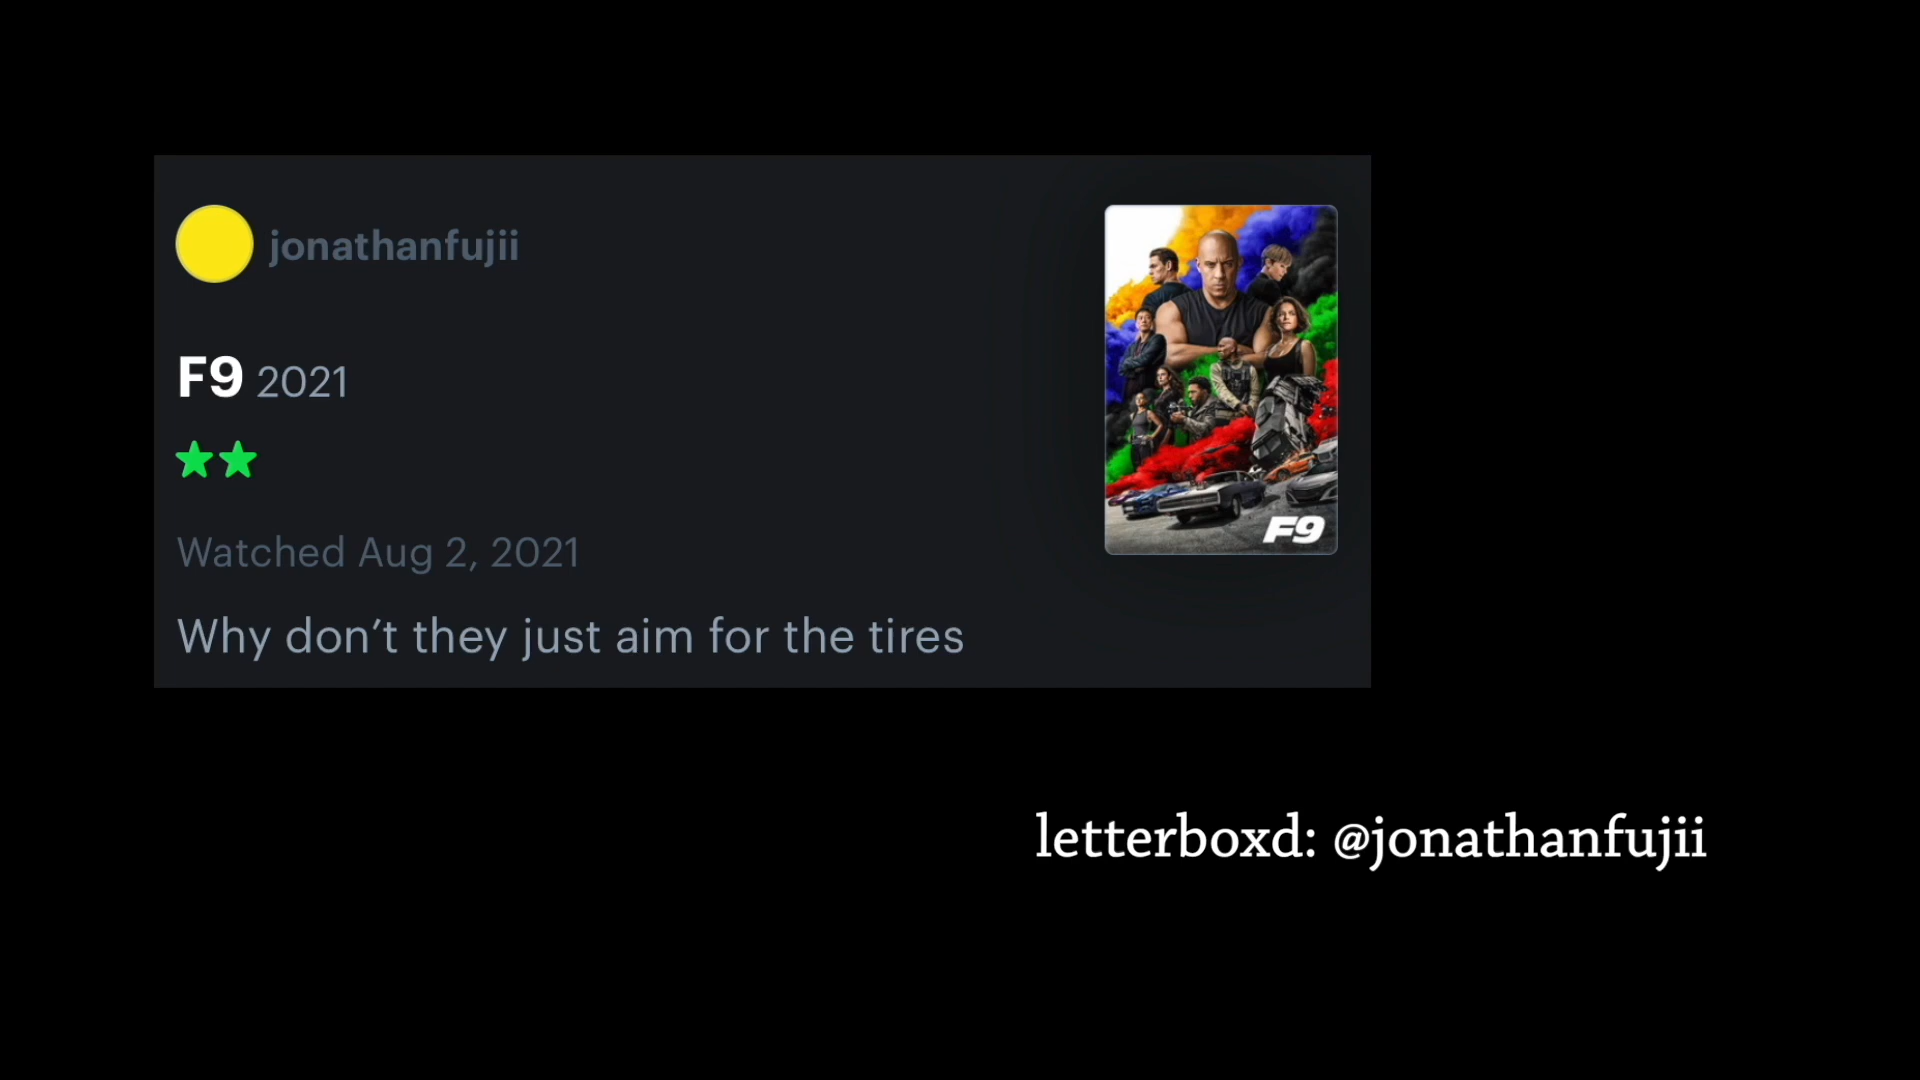 jonathanfujii
F9 2021
★★
Watched Aug 2, 2021
Why don’t they just aim for the tires
F9
letterboxd: @jonathanfujii